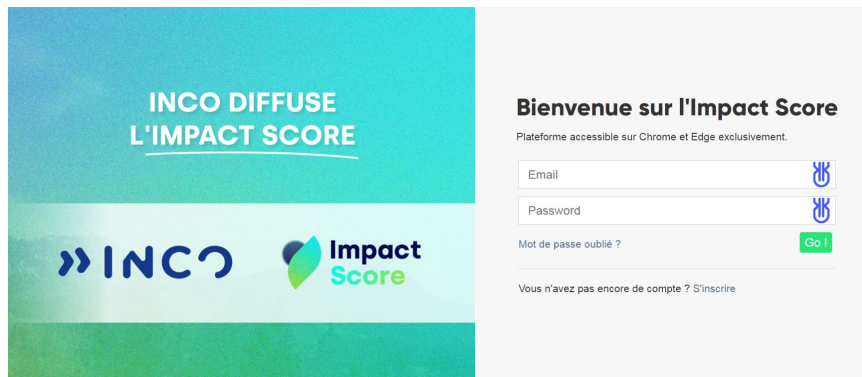 INCO DIFFUSE
L'IMPACT SCORE
INCO
Impact
Score
Bienvenue sur l'Impact Score
Plateforme accessible sur Chrome et Edge exclusivement.
Email
Password
Mot de passe oublié ?
Go !
Vous n'avez pas encore de compte ? S'inscrire